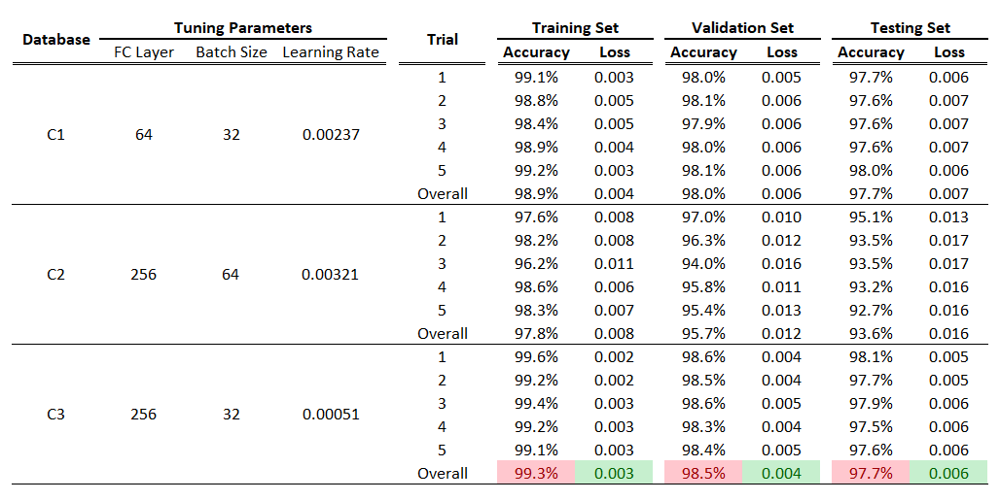 Database Tuning Parameters Trial Training Set Validation Set Testing Set
FC Layer Batch Size Learning Rate Accuracy Loss Accuracy Loss Accuracy Loss
1 99.1% 0.003 98.0% 0.005 97.7% 0.006
2 98.8% 0.005 98.1% 0.006 97.6% 0.007
C1 64 32 0.00237 3 98.4% 0.005 97.9% 0.006 97.6% 0.007
4 98.9% 0.004 98.0% 0.006 97.6% 0.007
5 99.2% 0.003 98.1% 0.006 98.0% 0.006
Overall 98.9% 0.004 98.0% 0.006 97.7% 0.007
1 97.6% 0.008 97.0% 0.010 95.1% 0.013
2 98.2% 0.008 96.3% 0.012 93.5% 0.017
C2 256 64 0.00321 3 96.2% 0.011 94.0% 0.016 93.5% 0.017
4 98.6% 0.006 95.8% 0.011 93.2% 0.016
5 98.3% 0.007 95.4% 0.013 92.7% 0.016
Overall 97.8% 0.008 95.7% 0.012 93.6% 0.016
1 99.6% 0.002 98.6% 0.004 98.1% 0.005
2 99.2% 0.002 98.5% 0.004 97.7% 0.005
C3 256 32 0.00051 3 99.4% 0.003 98.6% 0.005 97.9% 0.006
4 99.2% 0.003 98.3% 0.004 97.5% 0.006
5 99.1% 0.003 98.4% 0.005 97.6% 0.006
Overall 99.3% 0.003 98.5% 0.004 97.7% 0.006